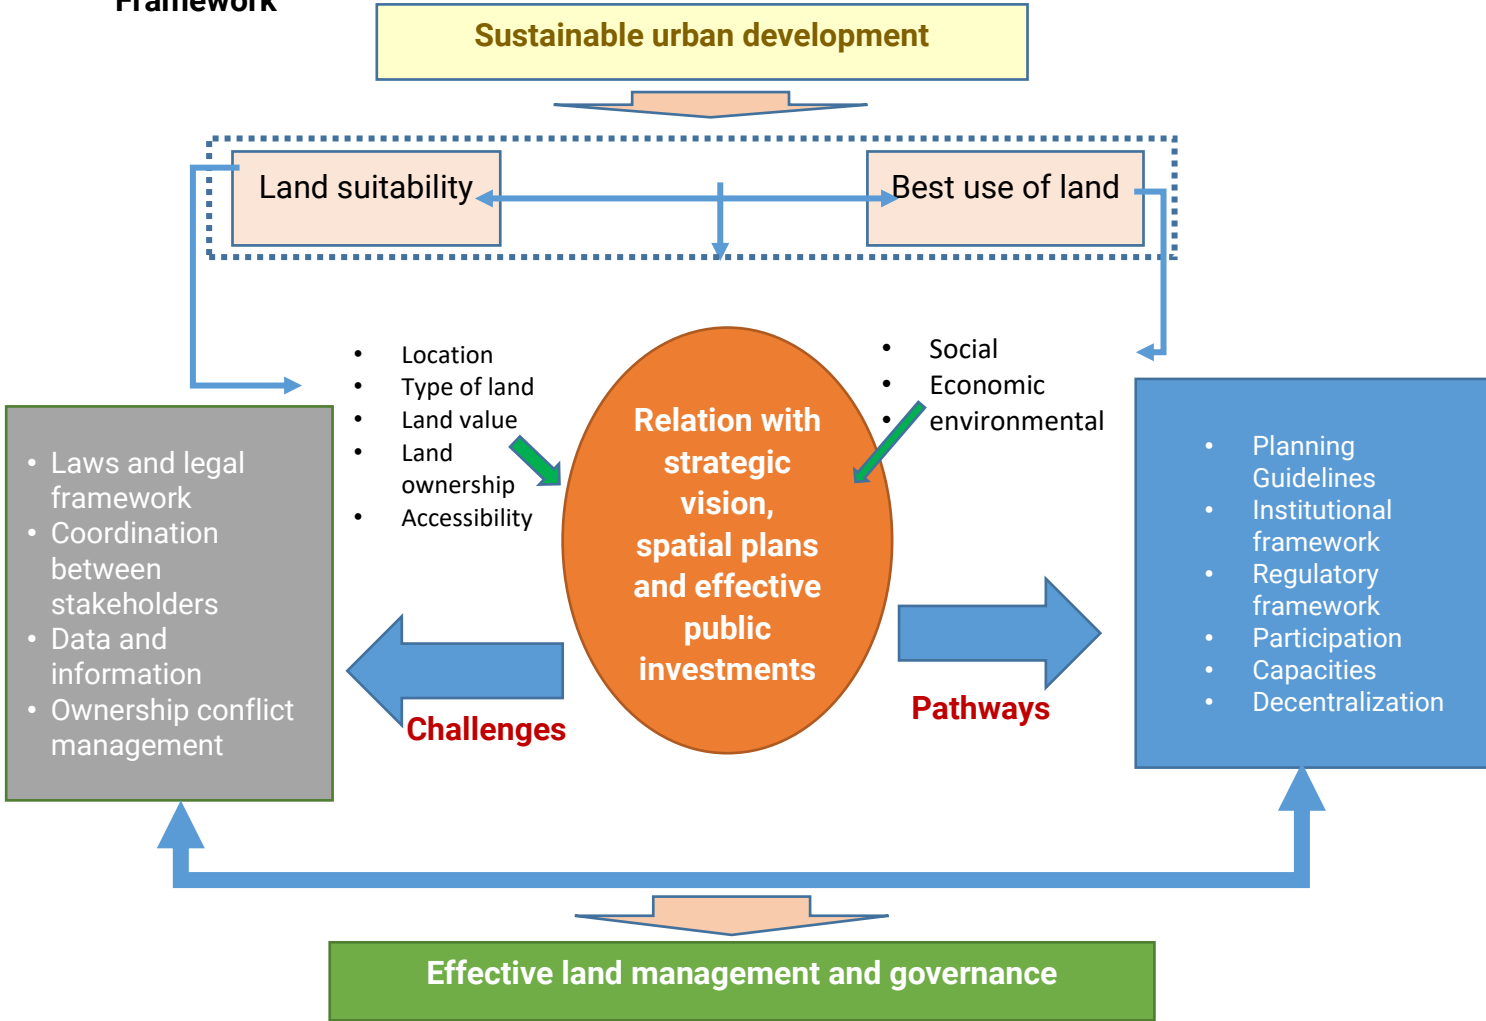 Framework
Sustainable urban development
Land suitability
Best use of land
• Location
• Type of land
• Land value
• Land
ownership
• Accessibility
• Social
• Economic
• environmental
Relation with
strategic
vision,
spatial plans
and effective
public
investments
• Laws and legal
framework
• Coordination
between
stakeholders
• Data and
information
• Ownership conflict
management
• Planning
Guidelines
• Institutional
framework
• Regulatory
framework
• Participation
• Capacities
• Decentralization
Challenges
Pathways
Effective land management and governance